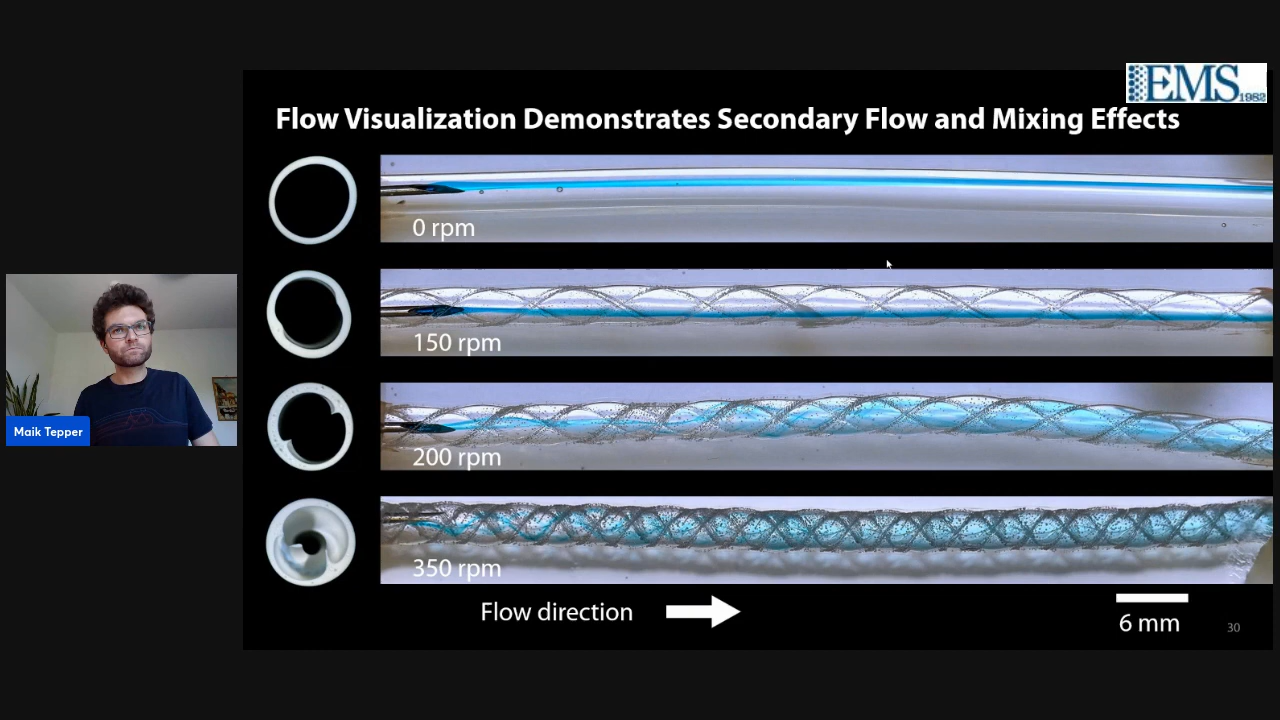 EMS
1982
Flow Visualization Demonstrates Secondary Flow and Mixing Effects
0 rpm
150 rpm
Maik Tepper
200 rpm
350 rpm
Flow direction
6 mm
30